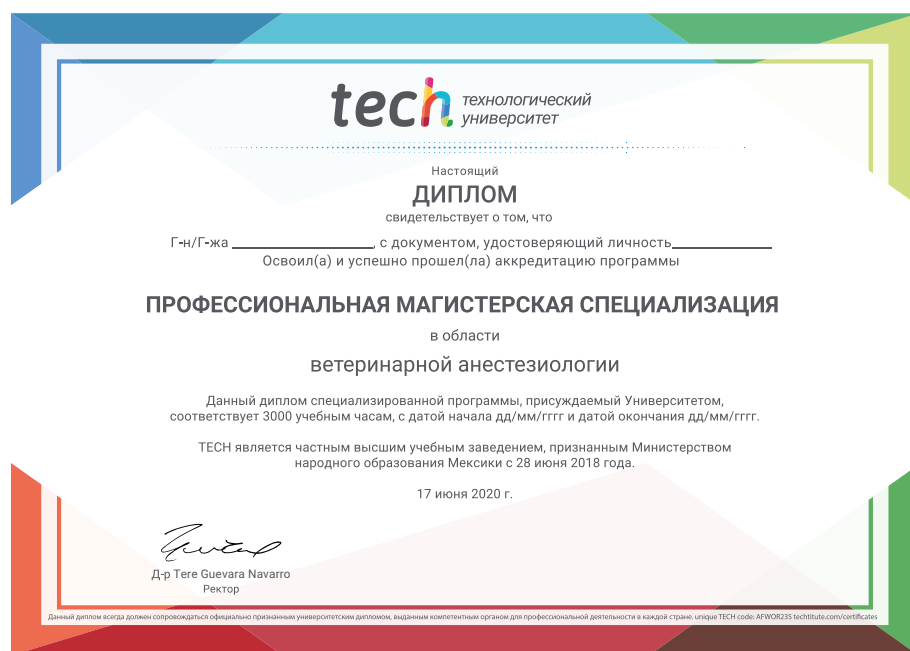 tech технологический
университет
Настоящий
ДИПЛОМ
свидетельствует о том, что
Г-н/Г-жа ____________________, с документом, удостоверяющий личность______________
Освоил(а) и успешно прошел(ла) аккредитацию программы
ПРОФЕССИОНАЛЬНАЯ МАГИСТЕРСКАЯ СПЕЦИАЛИЗАЦИЯ
в области
ветеринарной анестезиологии
Данный диплом специализированной программы, присуждаемый Университетом,
соответствует 3000 учебным часам, с датой начала дд/мм/гггг и датой окончания дд/мм/гггг.
TECH является частным высшим учебным заведением, признанным Министерством
народного образования Мексики с 28 июня 2018 года.
17 июня 2020 г.
Д-р Tere Guevara Navarro
Ректор
Данный диплом всегда должен сопровождаться официально признанным университетским дипломом, выданным компетентным органом для профессиональной деятельности в каждой стране. unique TECH code: AFWOR235 techtitute.com/certificates